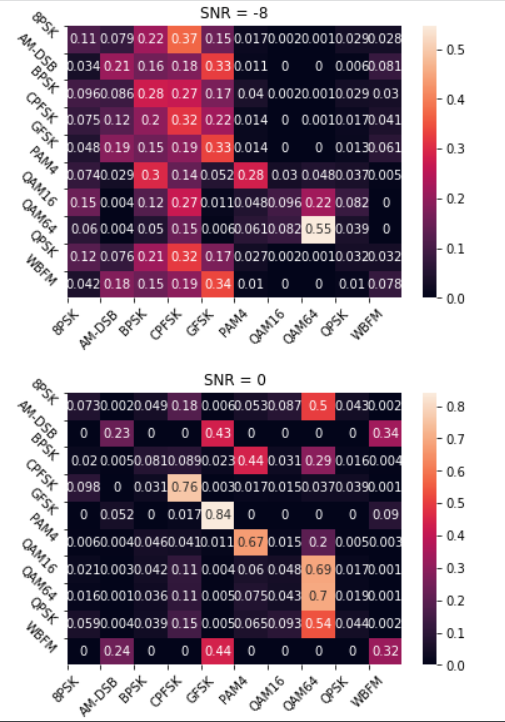 SNR = -8
8PSK 0.11 0.079 0.22 0.37 0.15 0.017 0.002 0.001 0.029 0.028
AM-DSB 0.034 0.21 0.16 0.18 0.33 0.011 0 0 0.006 0.081
BPSK 0.096 0.086 0.28 0.27 0.17 0.04 0.002 0.001 0.029 0.03
CPFSK 0.075 0.12 0.2 0.32 0.22 0.014 0 0.001 0.017 0.041
GFSK 0.048 0.19 0.15 0.19 0.33 0.014 0 0 0.013 0.061
PAM4 0.074 0.029 0.3 0.14 0.052 0.28 0.03 0.048 0.037 0.005
QAM16 0.15 0.004 0.12 0.27 0.011 0.048 0.096 0.22 0.082 0
QAM64 0.06 0.004 0.05 0.15 0.006 0.061 0.082 0.55 0.039 0
QPSK 0.12 0.076 0.21 0.32 0.17 0.027 0.002 0.001 0.032 0.032
WBFM 0.042 0.18 0.15 0.19 0.34 0.01 0 0 0.01 0.078
8PSK AM-DSB BPSK CPFSK GFSK PAM4 QAM16 QAM64 QPSK WBFM
0.5
0.4
0.3
0.2
0.1
0.0
SNR = 0
8PSK 0.073 0.002 0.049 0.18 0.006 0.053 0.087 0.5 0.043 0.002
AM-DSB 0 0.23 0 0 0.43 0 0 0 0 0.34
BPSK 0.02 0.005 0.081 0.089 0.023 0.44 0.031 0.29 0.016 0.004
CPFSK 0.098 0 0.031 0.76 0.003 0.017 0.015 0.037 0.039 0.001
GFSK 0 0.052 0 0.017 0.84 0 0 0 0 0.09
PAM4 0.006 0.004 0.046 0.041 0.011 0.67 0.015 0.2 0.005 0.003
QAM16 0.021 0.003 0.042 0.11 0.004 0.06 0.048 0.69 0.017 0.001
QAM64 0.016 0.001 0.036 0.11 0.005 0.075 0.043 0.7 0.019 0.001
QPSK 0.059 0.004 0.039 0.15 0.005 0.065 0.093 0.54 0.044 0.002
WBFM 0 0.24 0 0 0.44 0 0 0 0 0.32
8PSK AM-DSB BPSK CPFSK GFSK PAM4 QAM16 QAM64 QPSK WBFM
0.8
0.7
0.6
0.5
0.4
0.3
0.2
0.1
0.0